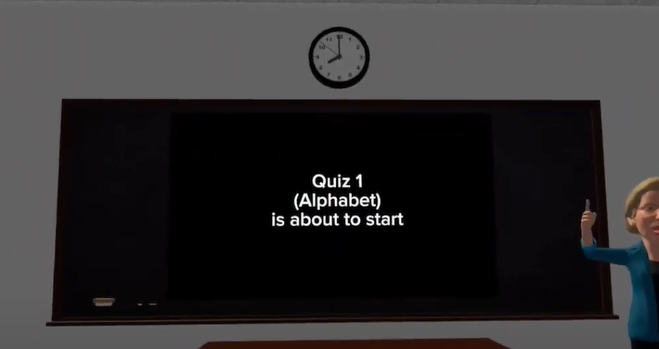 Quiz 1
(Alphabet)
is about to start